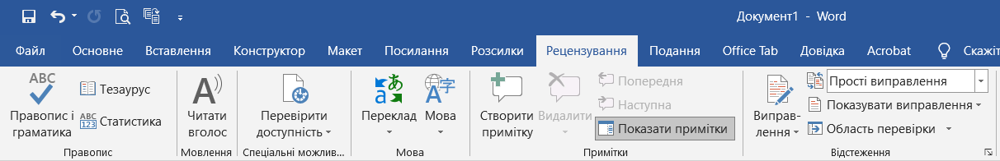 Документ1 - Word
Файл Основне Вставлення Конструктор Макет Посилання Розсилки Рецензування Подання Office Tab Довідка Acrobat Скажіт
ABC
Правопис і
граматика
Тезаурус
ABC
123
Статистика
Правопис
Читати
вголос
Мовлення
Перевірити
доступність
Спеціальні можлив...
Переклад
Мова
Мова
Створити
примітку
Видалити
Попередня
Наступна
Показати примітки
Примітки
Виправ-
лення
Прості виправлення
Показувати виправлення
Область перевірки
Відстеження